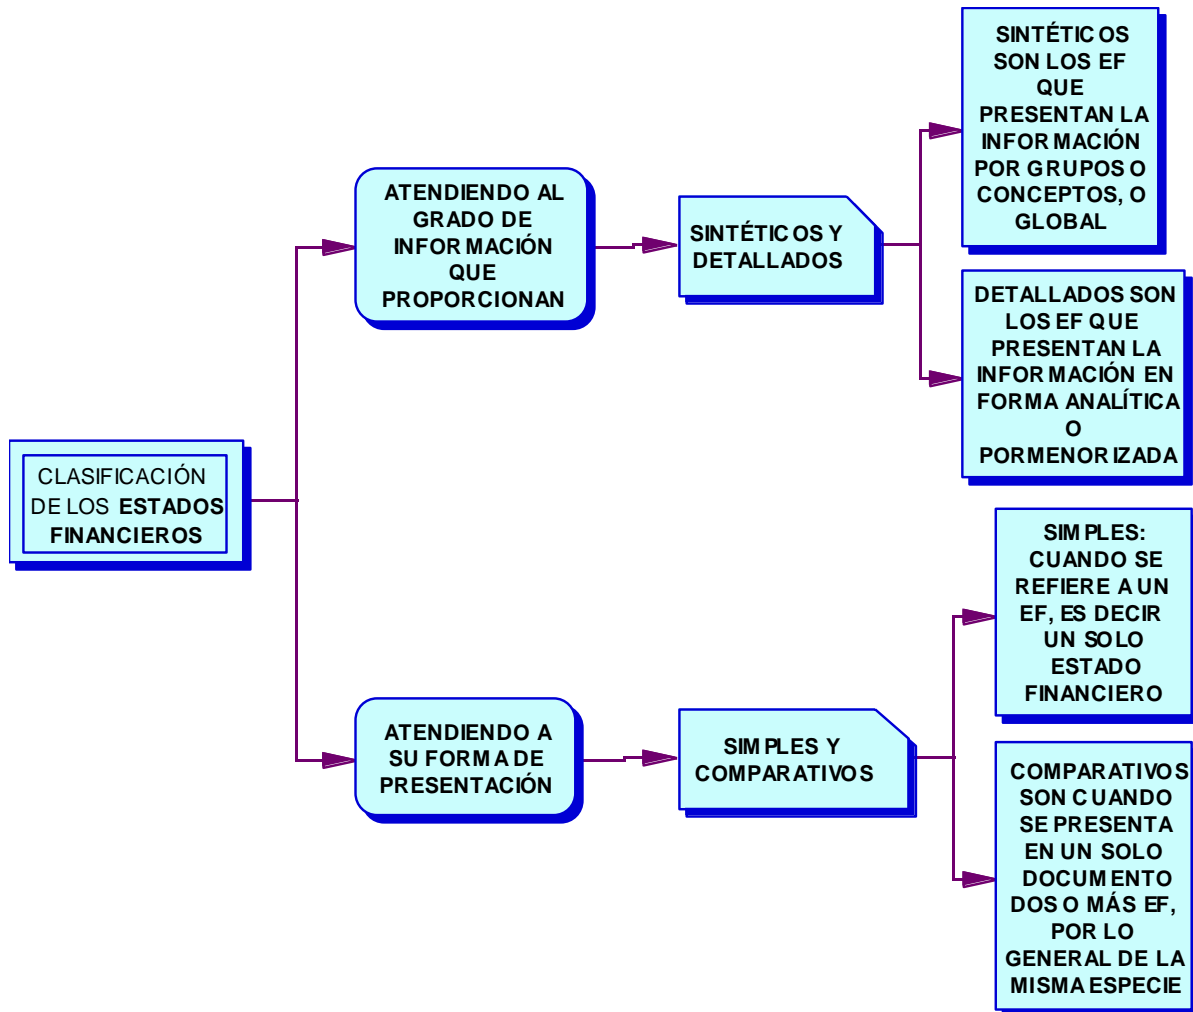 CLASIFICACIÓN
DE LOS ESTADOS
FINANCIEROS
ATENDIENDO AL
GRADO DE
INFORMACIÓN
QUE
PROPORCIONAN
SINTÉTICOS Y
DETALLADOS
SINTÉTICOS
SON LOS EF
QUE
PRESENTAN LA
INFORMACIÓN
POR GRUPOS O
CONCEPTOS, O
GLOBAL
DETALLADOS SON
LOS EF QUE
PRESENTAN LA
INFORMACIÓN EN
FORMA ANALÍTICA
O
PORMENORIZADA
ATENDIENDO A
SU FORMA DE
PRESENTACIÓN
SIMPLES Y
COMPARATIVOS
SIMPLES:
CUANDO SE
REFIERE A UN
EF, ES DECIR
UN SOLO
ESTADO
FINANCIERO
COMPARATIVOS
SON CUANDO
SE PRESENTA
EN UN SOLO
DOCUMENTO
DOS O MÁS EF,
POR LO
GENERAL DE LA
MISMA ESPECIE